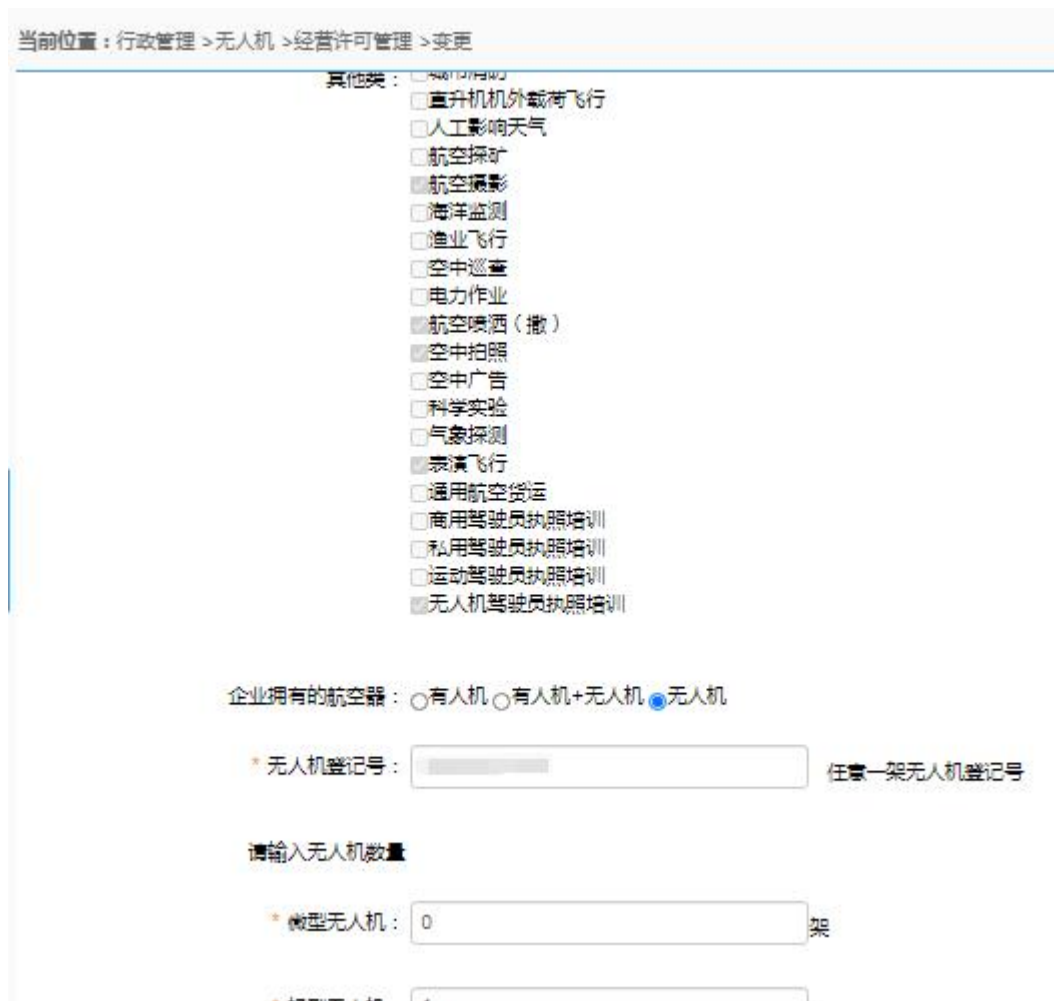 当前位置：行政管理 >无人机 >经营许可管理 >变更
其他类：
直升机机外载荷飞行
人工影响天气
航空探矿
航空摄影
海洋监测
渔业飞行
空中巡查
电力作业
航空喷洒（撒）
空中拍照
空中广告
科学实验
气象探测
表演飞行
通用航空货运
商用驾驶员执照培训
私用驾驶员执照培训
运动驾驶员执照培训
无人机驾驶员执照培训
企业拥有的航空器：有人机 有人机+无人机 无人机
* 无人机登记号： 任意一架无人机登记号
请输入无人机数量
* 微型无人机： 0 架